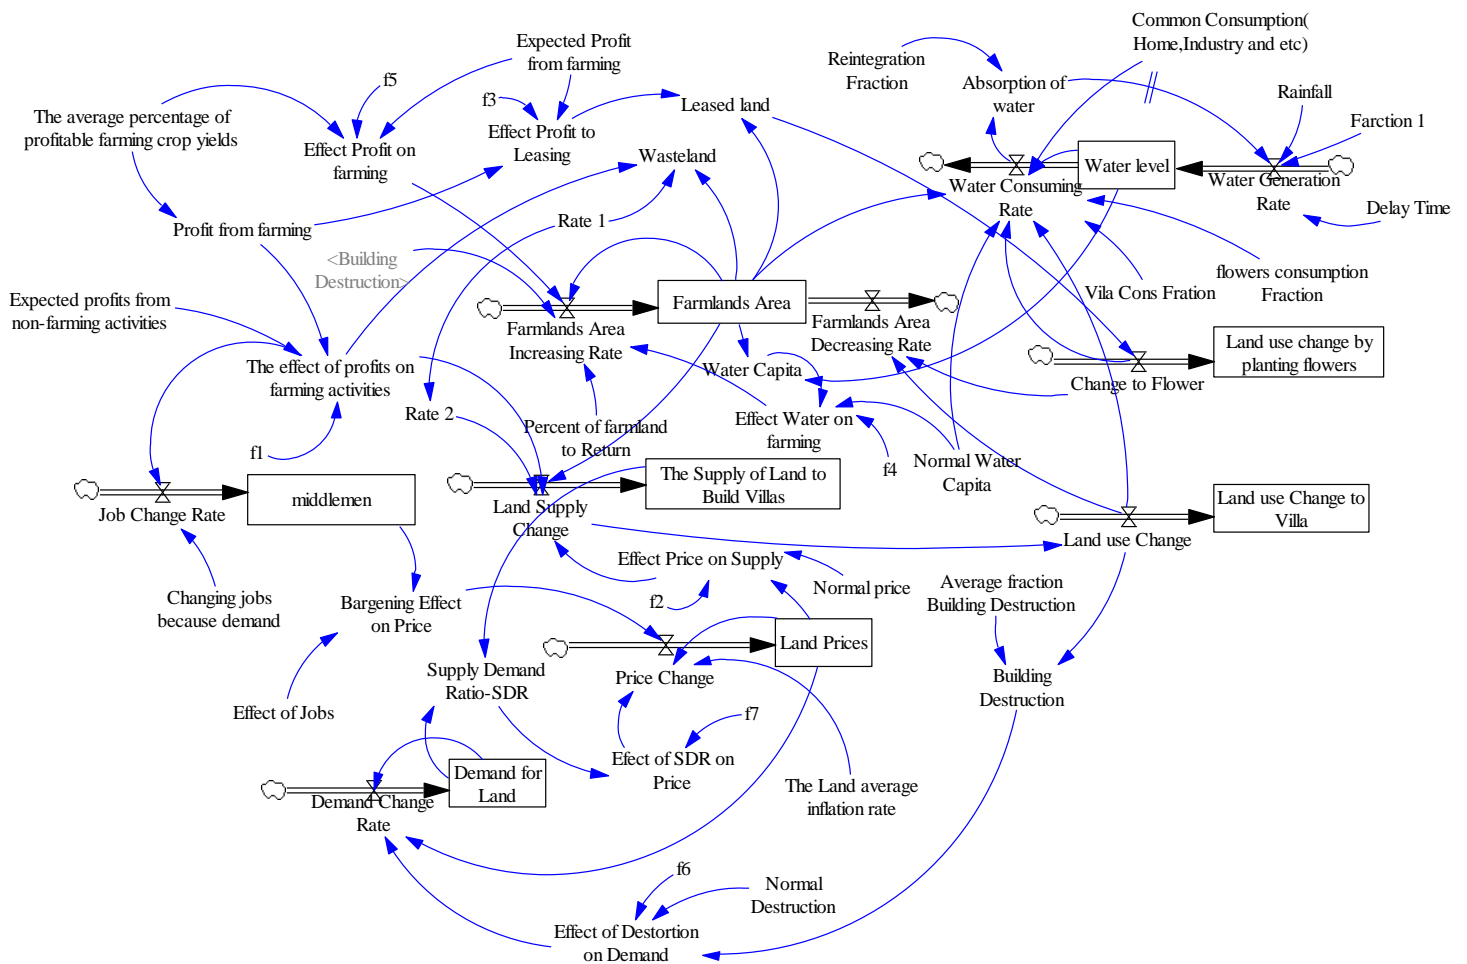 Common Consumption(
Home,Industry and etc)
Expected Profit
from farming
Reintegration
Fraction
Absorption of
water
Rainfall
Farction 1
f5
f3
Leased land
The average percentage of
profitable farming crop yields
Effect Profit to
Leasing
Effect Profit on
farming
Wasteland
Water level
Water Consuming
Rate
Water Generation
Rate
Delay Time
Profit from farming
Rate 1
<Building
Destruction>
flowers consumption
Fraction
Vila Cons Fration
Expected profits from
non-farming activities
Farmlands Area
Farmlands Area
Increasing Rate
Farmlands Area
Decreasing Rate
Land use change by
planting flowers
The effect of profits on
farming activities
Water Capita
Change to Flower
Rate 2
Percent of farmland
to Return
Effect Water on
farming
f1
f4
Normal Water
Capita
middlemen
The Supply of Land to
Build Villas
Land use Change to
Villa
Job Change Rate
Land Supply
Change
Land use Change
Effect Price on Supply
Normal price
Average fraction
Building Destruction
Changing jobs
because demand
Bargening Effect
on Price
f2
Land Prices
Supply Demand
Ratio-SDR
Price Change
Building
Destruction
Effect of Jobs
f7
Efect of SDR on
Price
Demand for
Land
The Land average
inflation rate
Demand Change
Rate
f6
Normal
Destruction
Effect of Destortion
on Demand